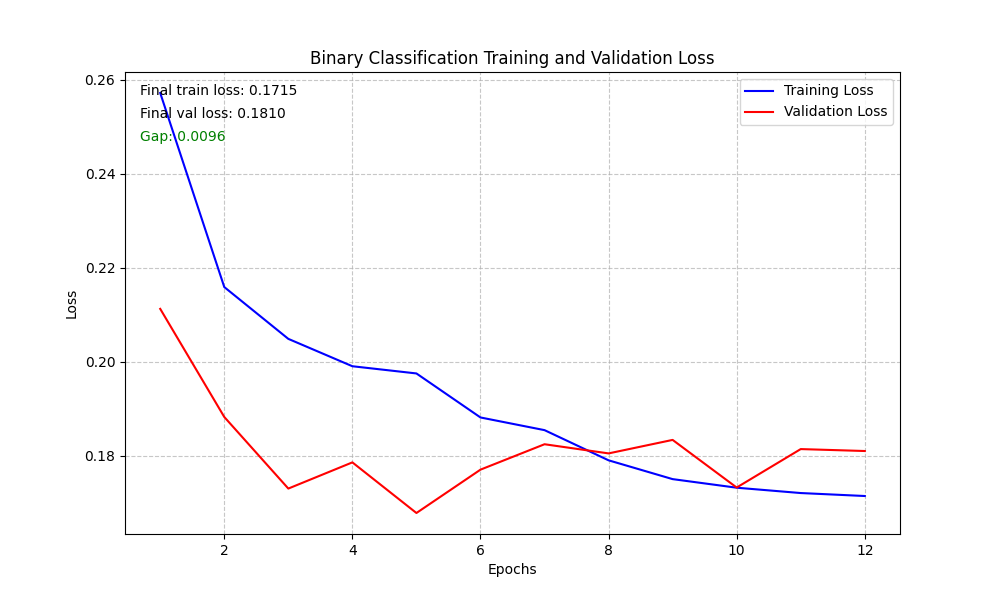 Binary Classification Training and Validation Loss
Final train loss: 0.1715
Final val loss: 0.1810
Gap: 0.0096
Training Loss
Validation Loss
0.26
0.24
0.22
0.20
0.18
Loss
2 4 6 8 10 12
Epochs